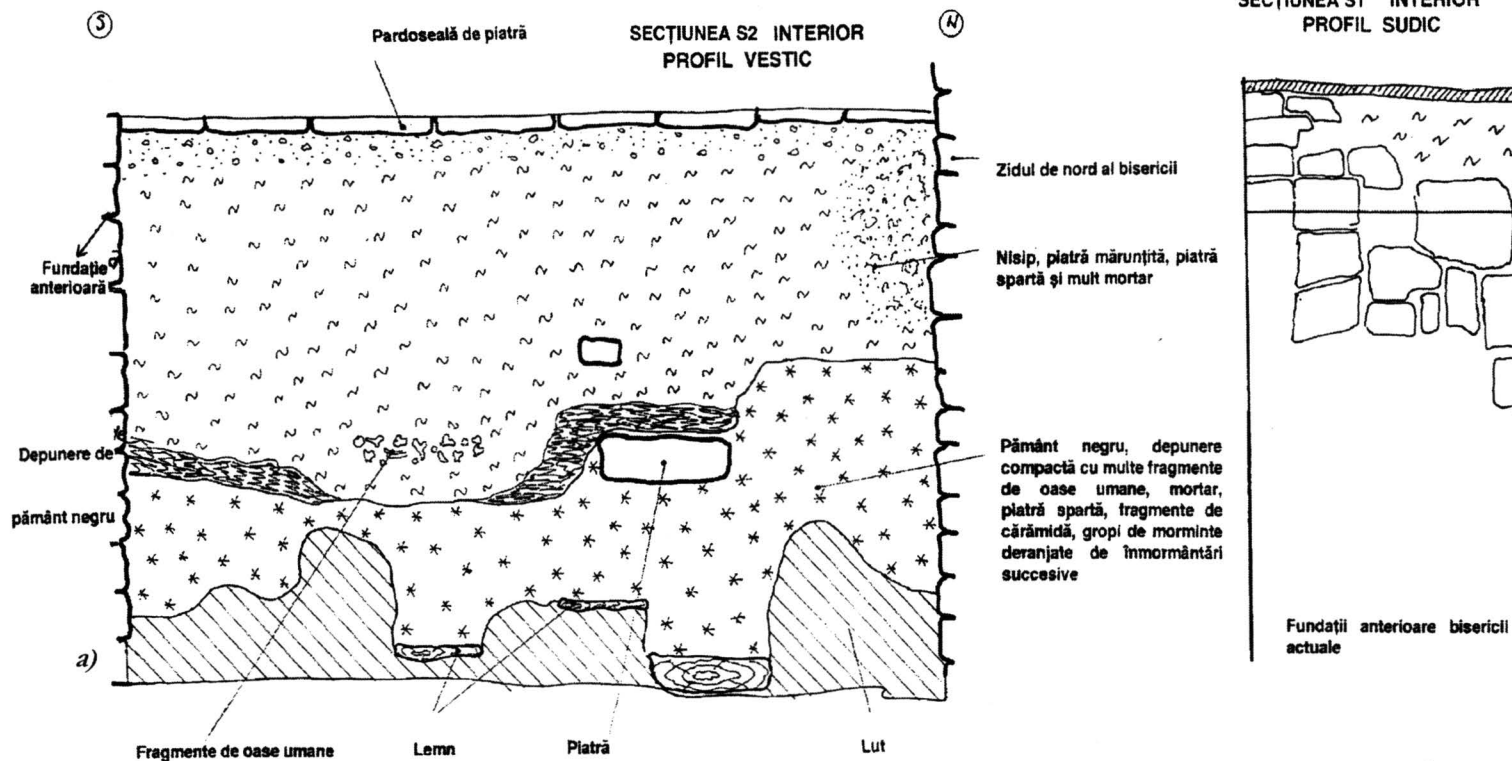 S
Pardoseală de piatră
SECȚIUNEA S2 INTERIOR
PROFIL VESTIC
N
Zidul de nord al bisericii
Fundație
anterioară
Nisip, piatră mărunțită, piatră
spartă și mult mortar
Depunere de
pământ negru
Pământ negru, depunere
compactă cu multe fragmente
de oase umane, mortar,
piatră spartă, fragmente de
cărămidă, gropi de morminte
deranjate de înmormântări
succesive
a)
Fragmente de oase umane
Lemn
Piatră
Lut
SECȚIUNEA S1 INTERIOR
PROFIL SUDIC
Fundații anterioare bisericii
actuale